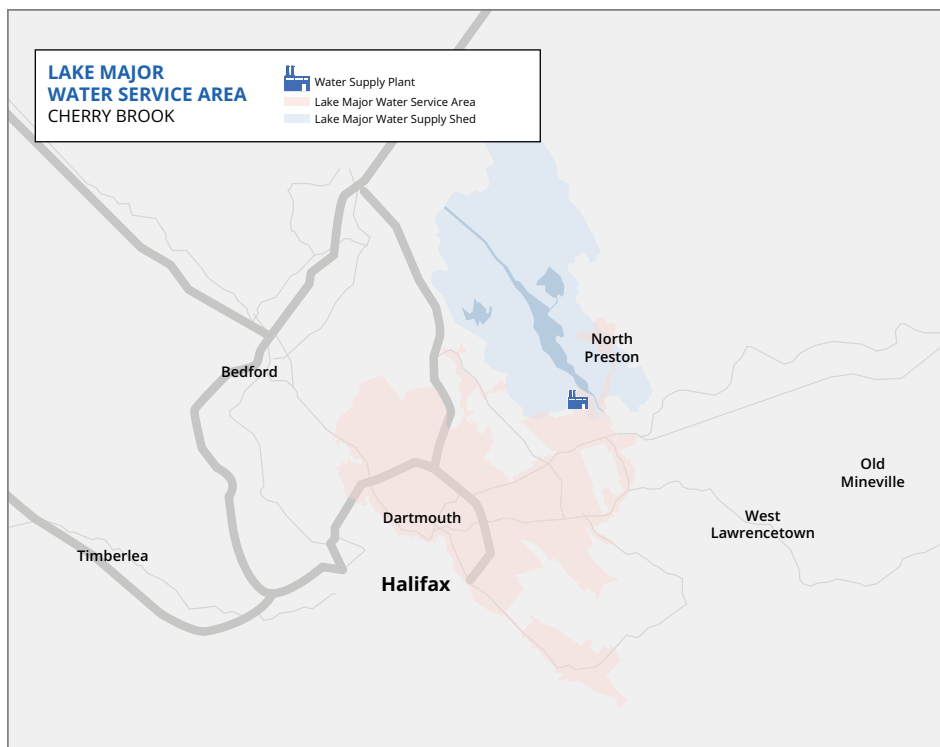 LAKE MAJOR
WATER SERVICE AREA
CHERRY BROOK
Water Supply Plant
Lake Major Water Service Area
Lake Major Water Supply Shed
North
Preston
Bedford
Old
Mineville
West
Lawrencetown
Dartmouth
Timberlea
Halifax